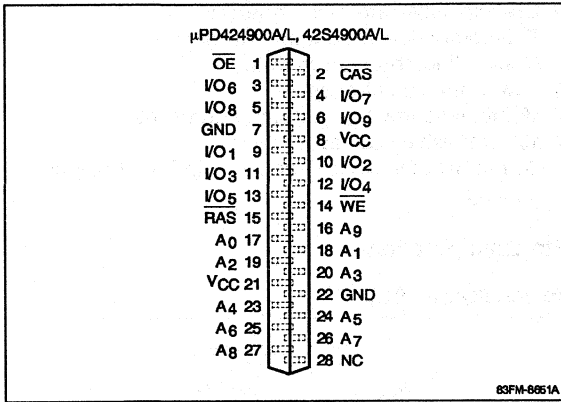 μPD424900A/L, 42S4900A/L
OE 1
2 CAS
I/O6 3
4 I/O7
I/O8 5
6 I/O9
GND 7
8 VCC
I/O1 9
10 I/O2
I/O3 11
12 I/O4
I/O5 13
14 WE
RAS 15
16 A9
A0 17
18 A1
A2 19
20 A3
VCC 21
22 GND
A4 23
24 A5
A6 25
26 A7
A8 27
28 NC
83FM-8651A